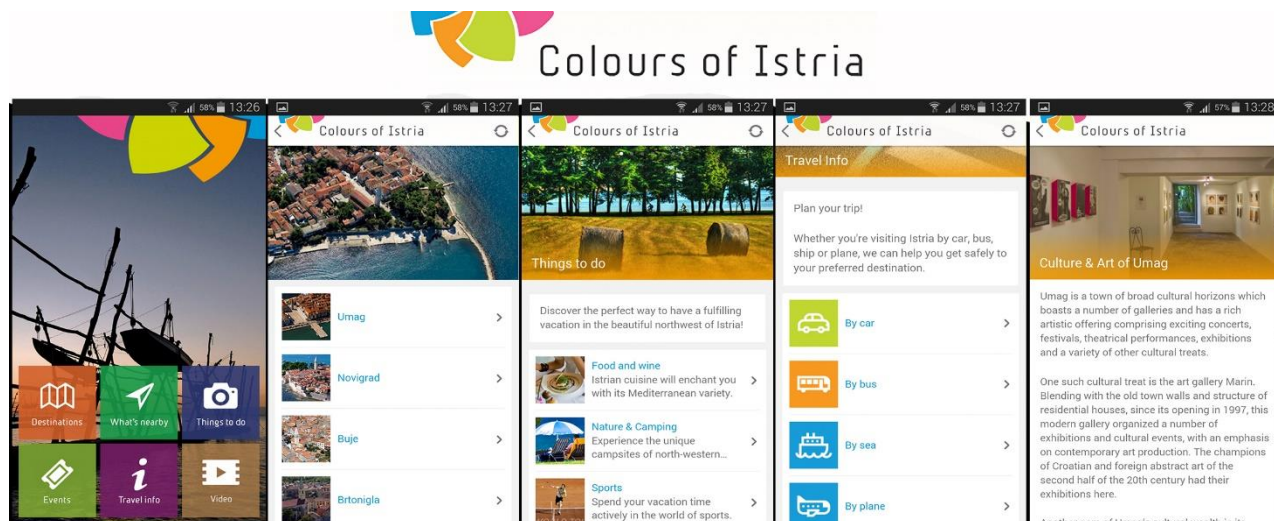 Colours of Istria
58% 13:26
Destinations
What's nearby
Things to do
Events
Travel info
Video
58% 13:27
Colours of Istria
Umag
Novigrad
Buje
Brtonigla
58% 13:27
Colours of Istria
Things to do
Discover the perfect way to have a fulfilling
vacation in the beautiful northwest of Istria!
Food and wine
Istrian cuisine will enchant you
with its Mediterranean variety.
Nature & Camping
Experience the unique
campsites of north-western...
Sports
Spend your vacation time
actively in the world of sports.
58% 13:27
Colours of Istria
Travel Info
Plan your trip!
Whether you're visiting Istria by car, bus,
ship or plane, we can help you get safely to
your preferred destination.
By car
By bus
By sea
By plane
57% 13:28
Colours of Istria
Culture & Art of Umag
Umag is a town of broad cultural horizons which
boasts a number of galleries and has a rich
artistic offering comprising exciting concerts,
festivals, theatrical performances, exhibitions
and a variety of other cultural treats.
One such cultural treat is the art gallery Marin.
Blending with the old town walls and structure of
residential houses, since its opening in 1997, this
modern gallery organized a number of
exhibitions and cultural events, with an emphasis
on contemporary art production. The champions
of Croatian and foreign abstract art of the
second half of the 20th century had their
exhibitions here.